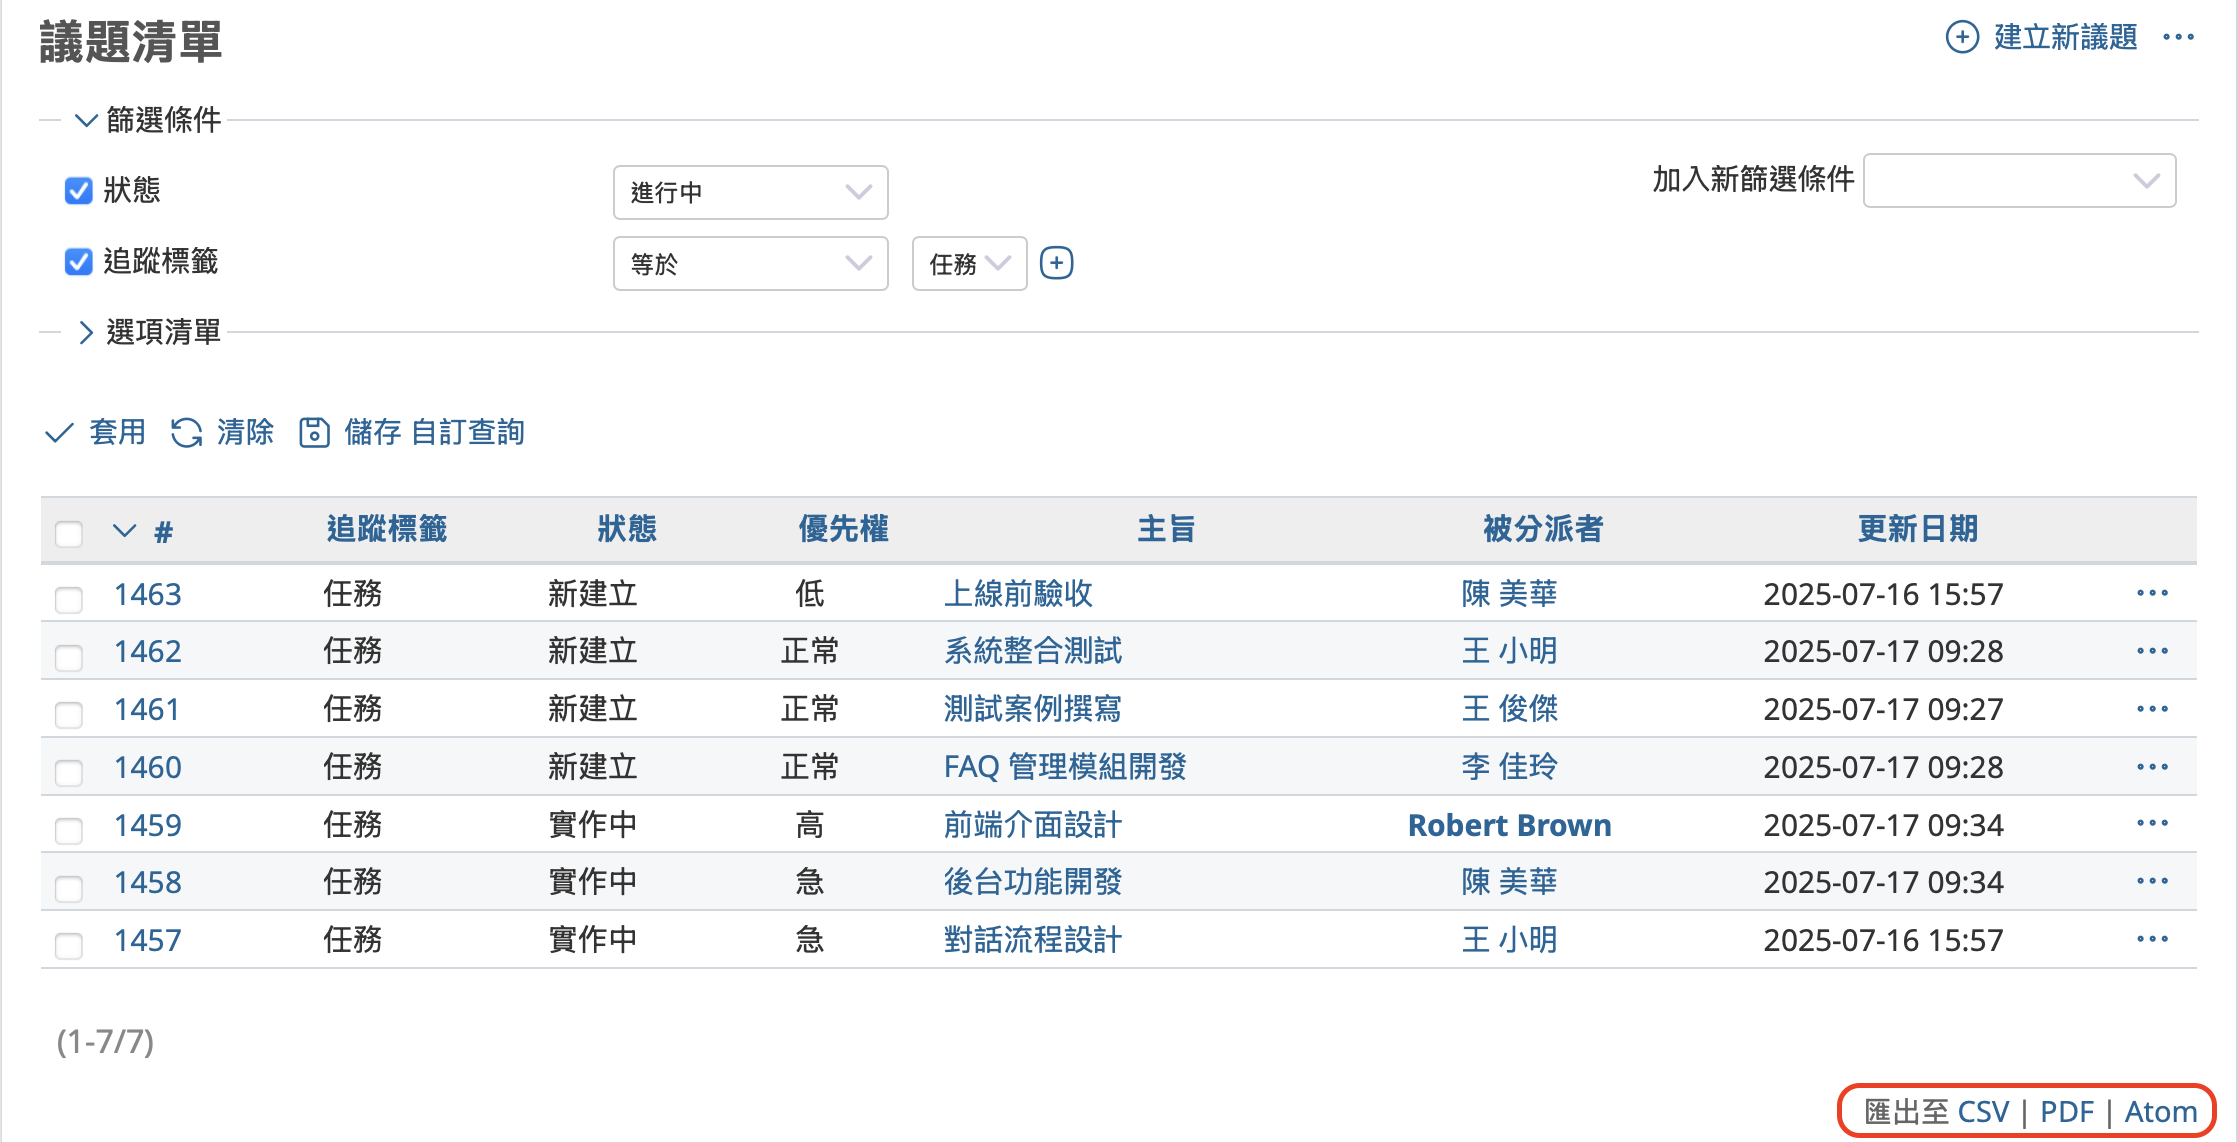 議題清單
建立新議題 •••
篩選條件
狀態 進行中 加入新篩選條件
追蹤標籤 等於 任務
選項清單
套用 清除 儲存 自訂查詢
# 追蹤標籤 狀態 優先權 主旨 被分派者 更新日期
1463 任務 新建立 低 上線前驗收 陳 美華 2025-07-16 15:57 •••
1462 任務 新建立 正常 系統整合測試 王 小明 2025-07-17 09:28 •••
1461 任務 新建立 正常 測試案例撰寫 王 俊傑 2025-07-17 09:27 •••
1460 任務 新建立 正常 FAQ 管理模組開發 李 佳玲 2025-07-17 09:28 •••
1459 任務 實作中 高 前端介面設計 Robert Brown 2025-07-17 09:34 •••
1458 任務 實作中 急 後台功能開發 陳 美華 2025-07-17 09:34 •••
1457 任務 實作中 急 對話流程設計 王 小明 2025-07-16 15:57 •••
(1-7/7)
匯出至 CSV | PDF | Atom